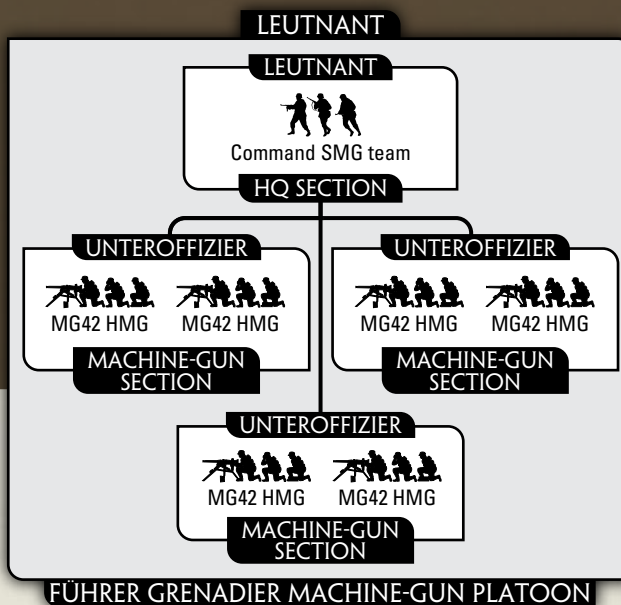 LEUTNANT
LEUTNANT
Command SMG team
HQ SECTION
UNTEROFFIZIER
MG42 HMG MG42 HMG
MACHINE-GUN
SECTION
UNTEROFFIZIER
MG42 HMG MG42 HMG
MACHINE-GUN
SECTION
UNTEROFFIZIER
MG42 HMG MG42 HMG
MACHINE-GUN
SECTION
FÜHRER GRENADIER MACHINE-GUN PLATOON